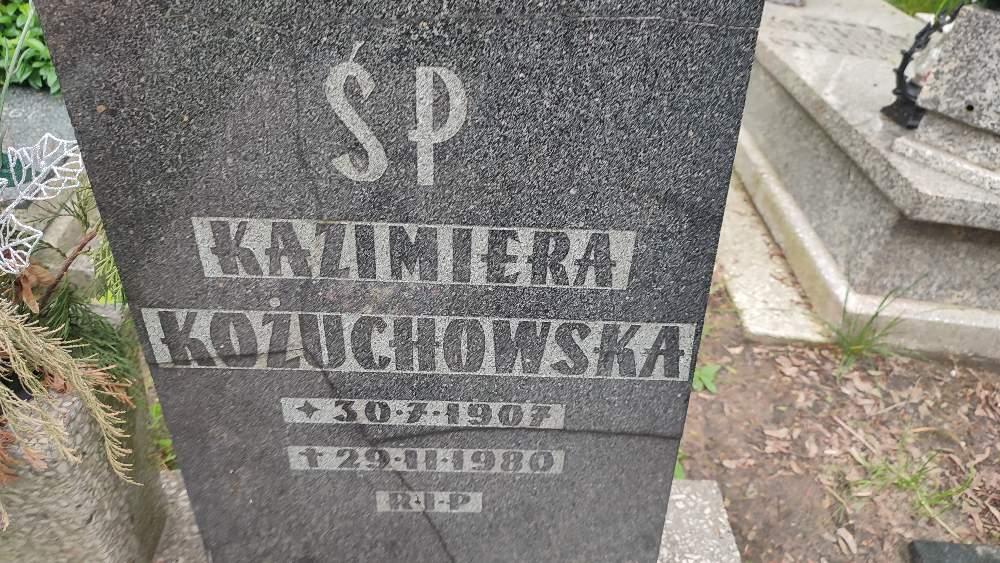 ŚP
KAZIMIERA
KOŻUCHOWSKA
✦ 30·7·1907
† 29·11·1980
R·I·P